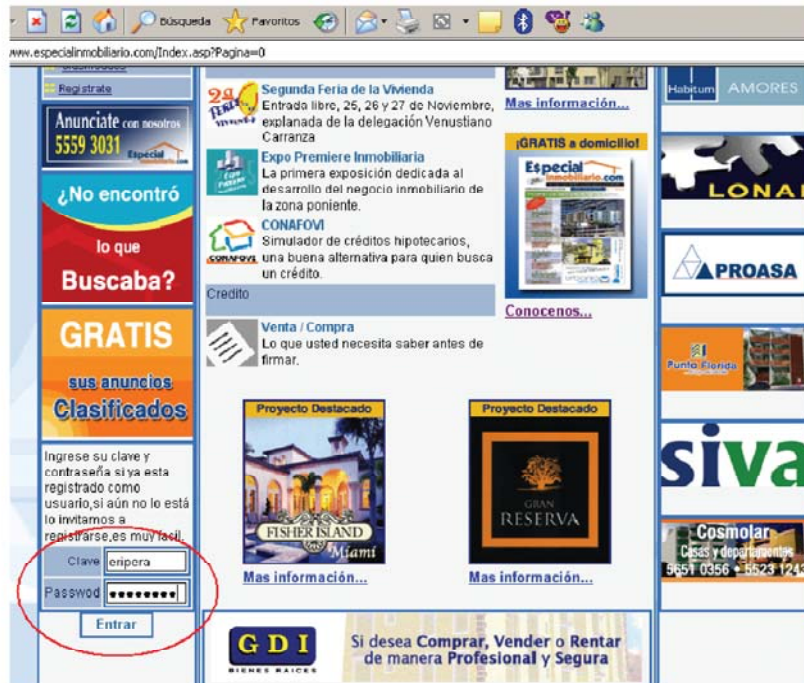 Búsqueda
Favoritos
www.especialinmobiliario.com/Index.asp?Pagina=0
Registrate
Anunciate con nosotros
5559 3031
Especial
¿No encontró
lo que
Buscaba?
GRATIS
sus anuncios
Clasificados
Ingrese su clave y
contraseña si ya esta
registrado como
usuario,si aún no lo está
lo invitamos a
registrarse,es muy facil.
Clave
eripera
Passwod
Entrar
2a
FERIA
Segunda Feria de la Vivienda
Entrada libre, 25, 26 y 27 de Noviembre,
explanada de la delegación Venustiano
Carranza
Expo Premiere Inmobiliaria
La primera exposición dedicada al
desarrollo del negocio inmobiliario de
la zona poniente.
CONAFOVI
CONAFOVI
Simulador de créditos hipotecarios,
una buena alternativa para quien busca
un crédito.
Credito
Venta / Compra
Lo que usted necesita saber antes de
firmar.
Proyecto Destacado
FISHER ISLAND
Miami
Mas información...
Proyecto Destacado
GRAN
RESERVA
Mas información...
GDI
BIENES RAICES
Si desea Comprar, Vender o Rentar
de manera Profesional y Segura
Mas información...
¡GRATIS a domicilio!
Especial
inmobiliario.com
Conocenos...
Habitum
AMORES
LONA
PROASA
Punta Florida
siva
Cosmolar
Casas y departamentos
5651 0356 • 5523 1243